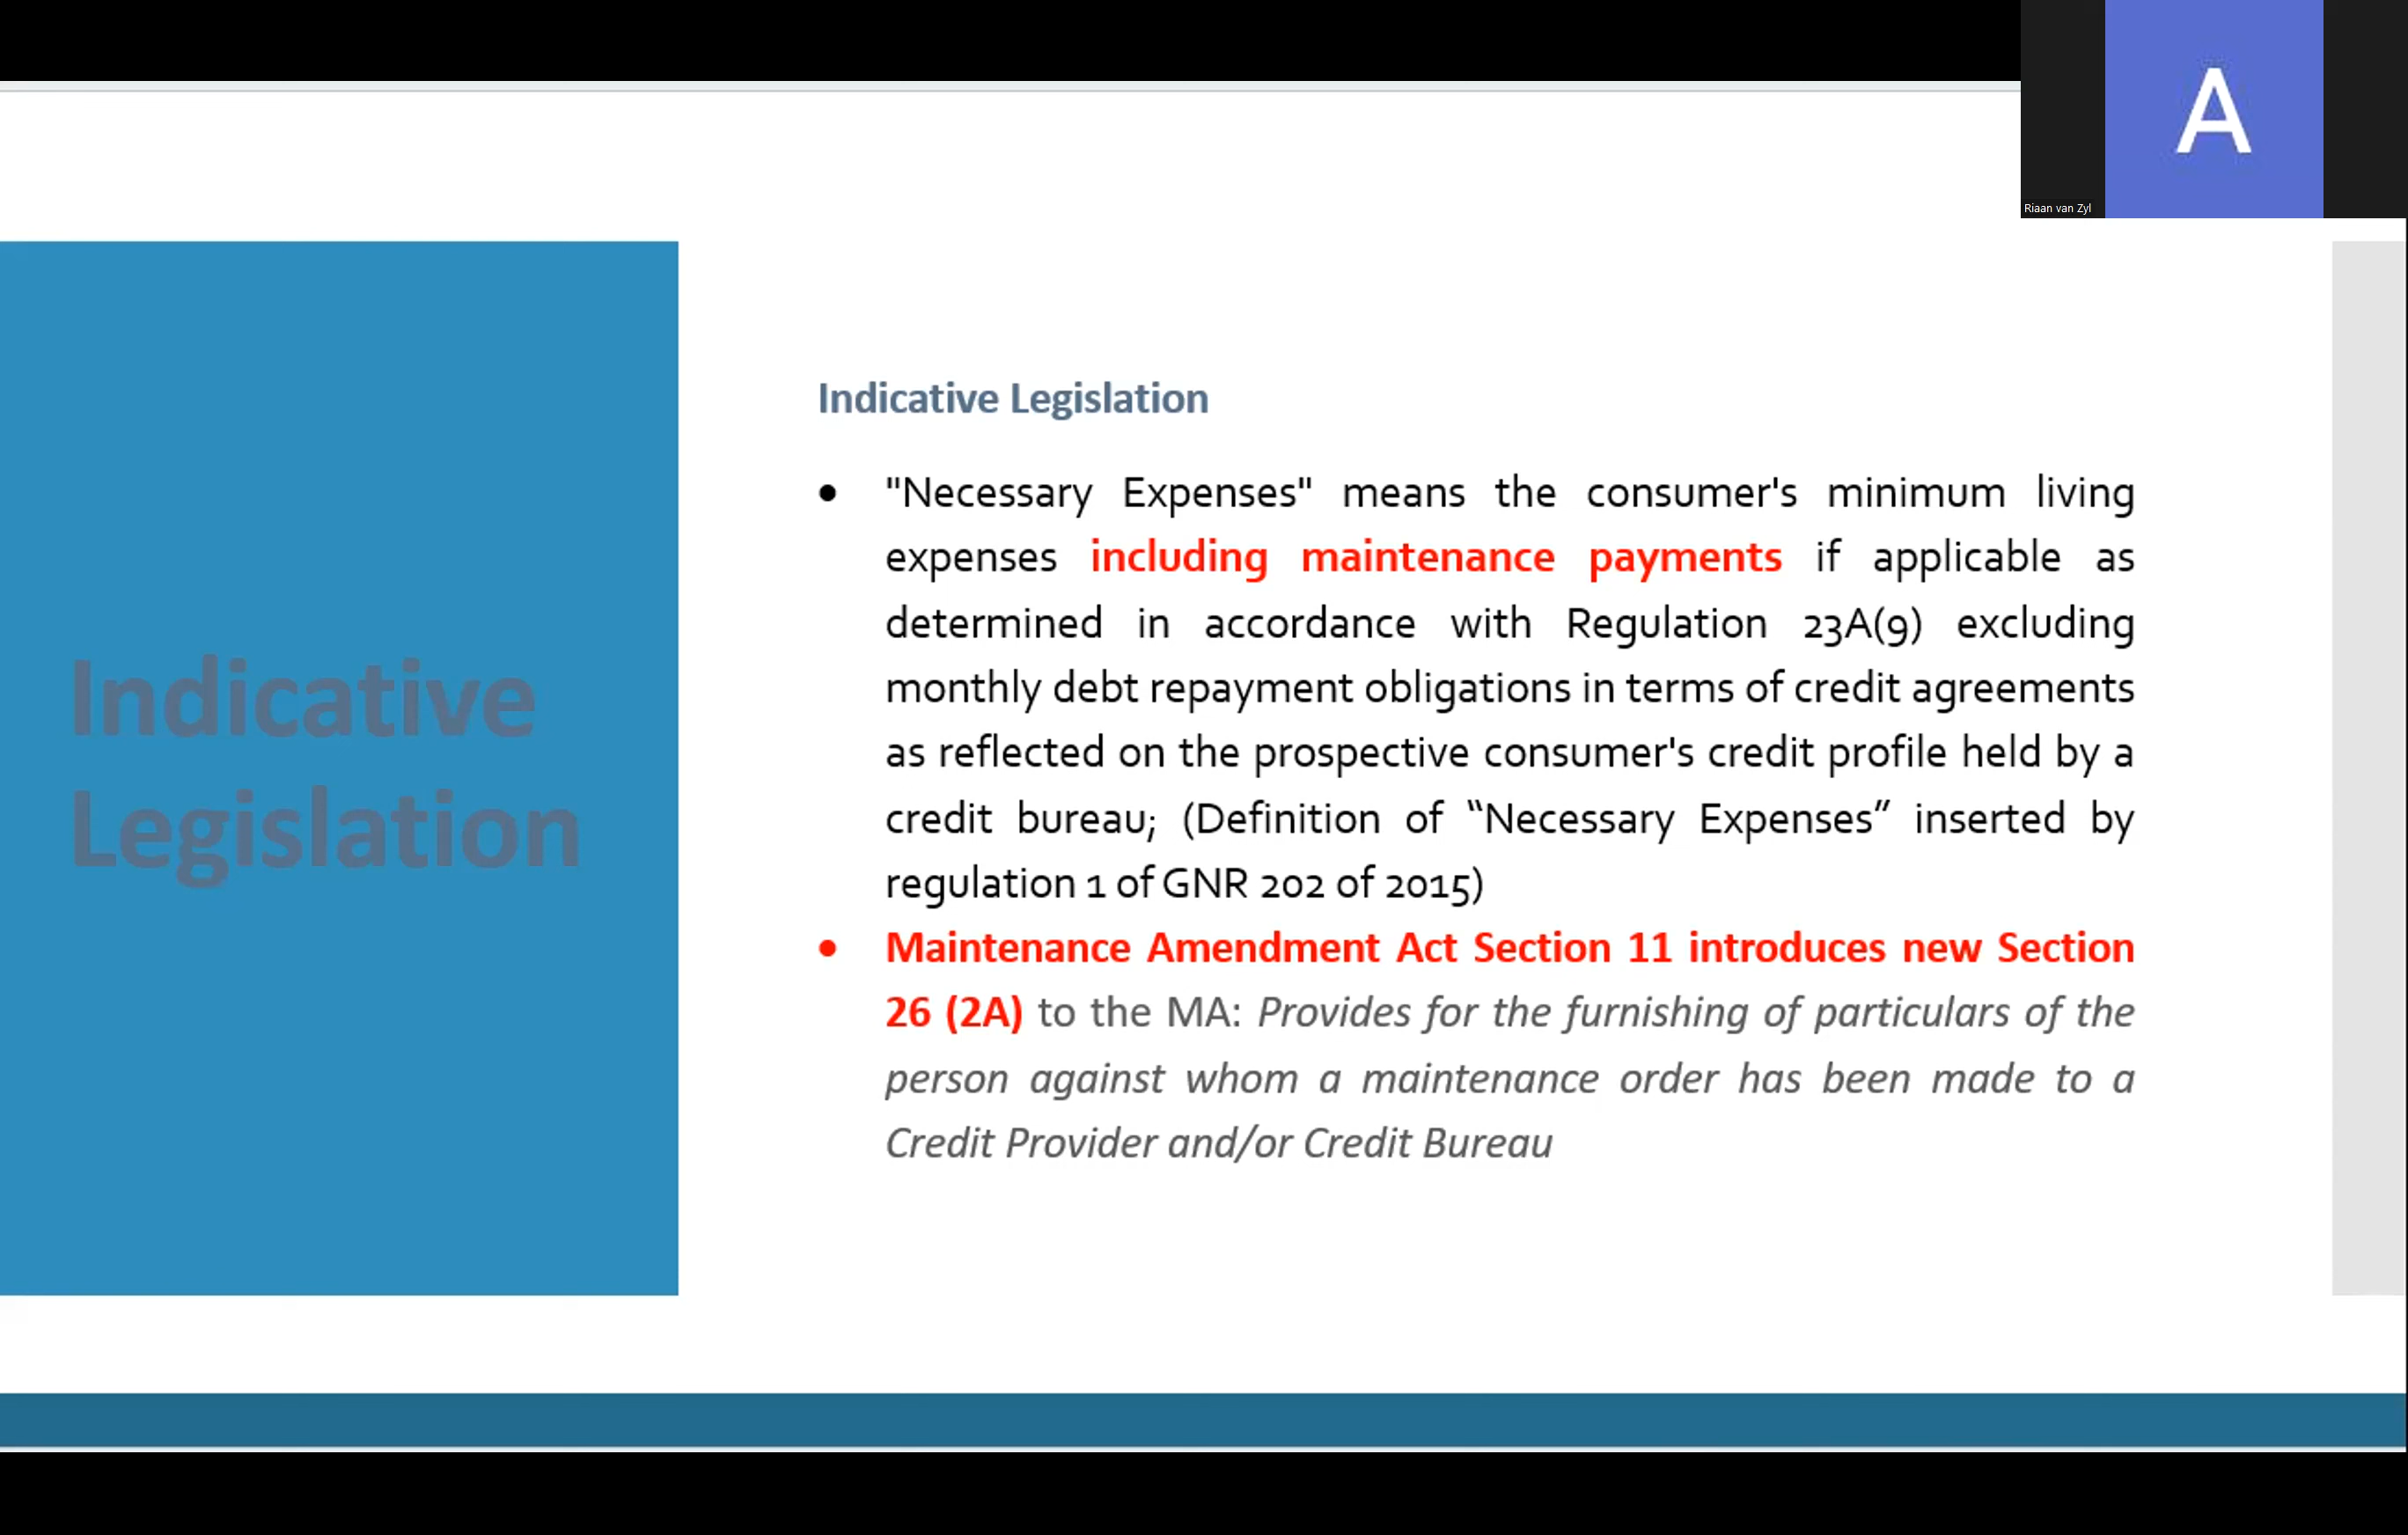 A
Riaan van Zyl
Indicative
Legislation
Indicative Legislation
• "Necessary Expenses" means the consumer's minimum living
expenses including maintenance payments if applicable as
determined in accordance with Regulation 23A(9) excluding
monthly debt repayment obligations in terms of credit agreements
as reflected on the prospective consumer's credit profile held by a
credit bureau; (Definition of “Necessary Expenses” inserted by
regulation 1 of GNR 202 of 2015)
• Maintenance Amendment Act Section 11 introduces new Section
26 (2A) to the MA: Provides for the furnishing of particulars of the
person against whom a maintenance order has been made to a
Credit Provider and/or Credit Bureau